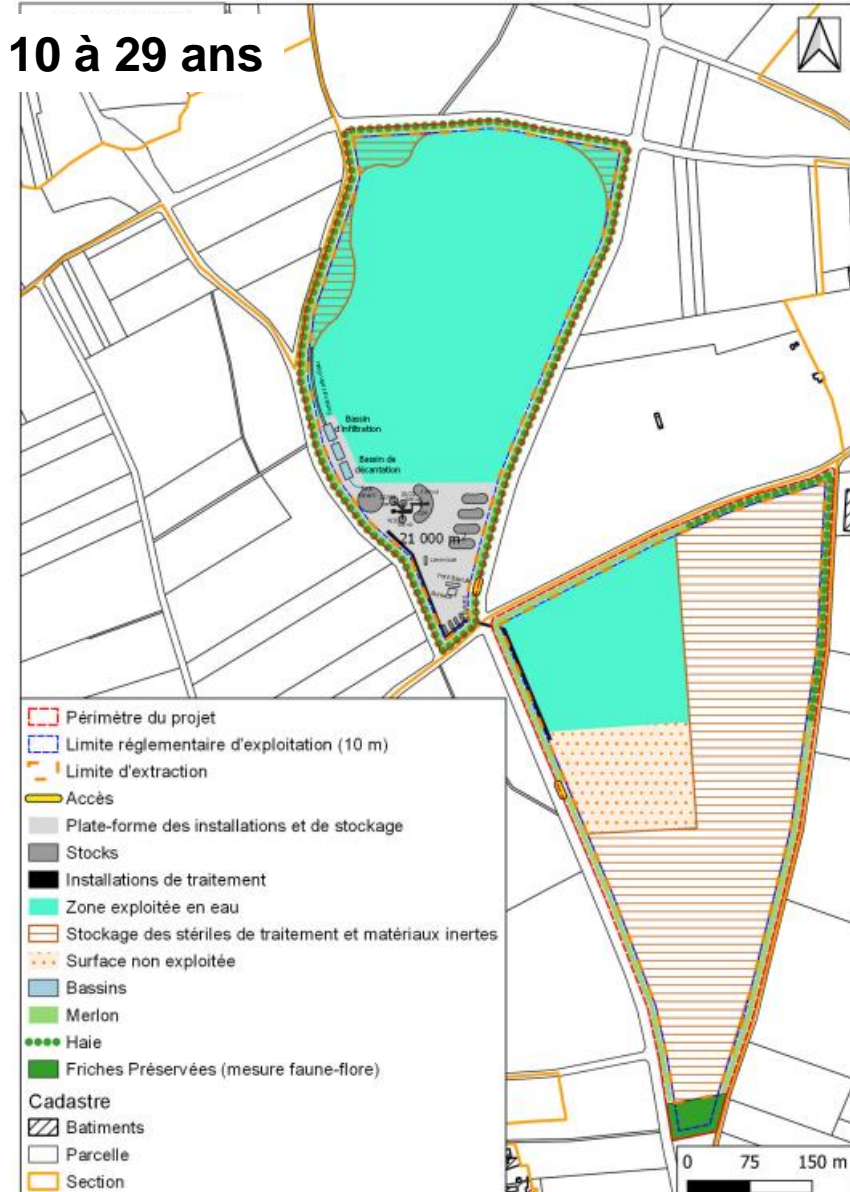 10 à 29 ans
Bassin
d'infiltration
Bassin de
décantation
21 000 m²
Périmètre du projet
Limite réglementaire d'exploitation (10 m)
Limite d'extraction
Accès
Plate-forme des installations et de stockage
Stocks
Installations de traitement
Zone exploitée en eau
Stockage des stériles de traitement et matériaux inertes
Surface non exploitée
Bassins
Merlon
Haie
Friches Préservées (mesure faune-flore)
Cadastre
Batiments
Parcelle
Section
0 75 150 m